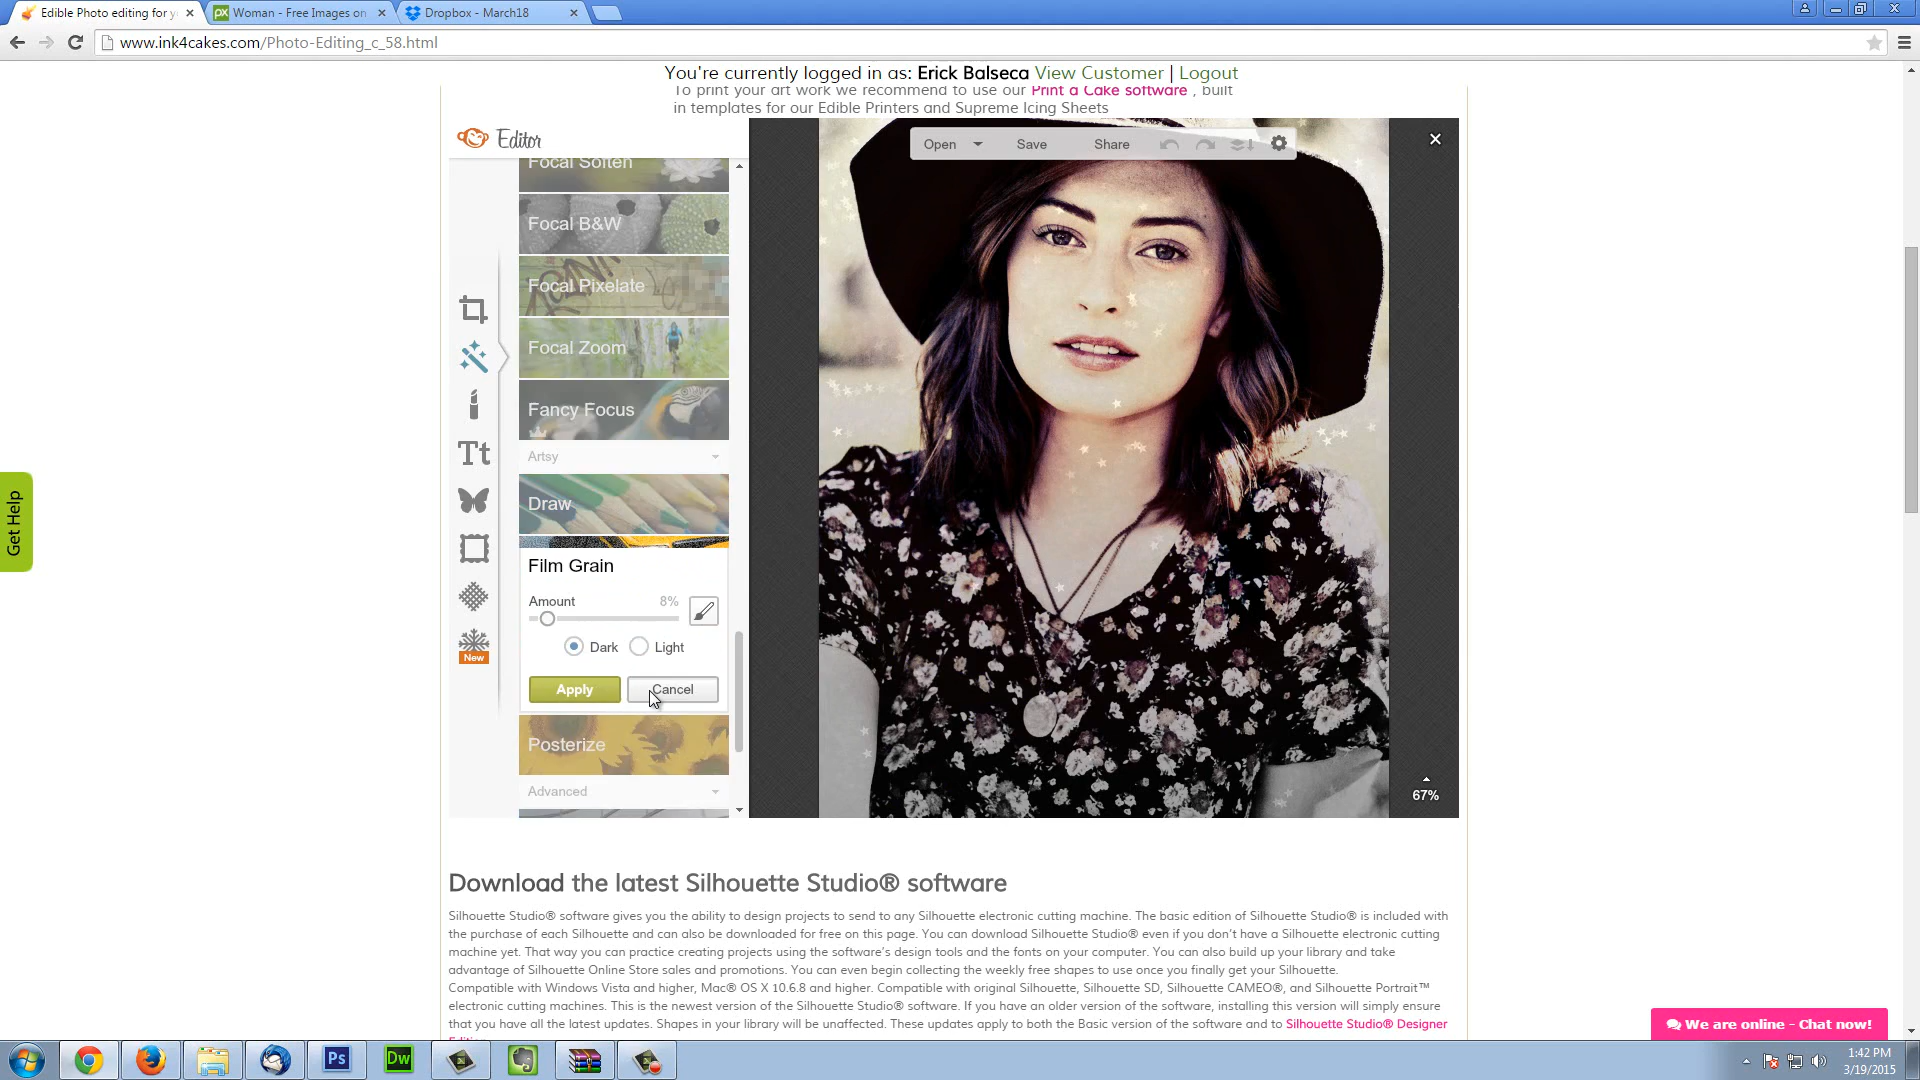 Edible Photo editing for y
Woman - Free Images on
Dropbox - March18
www.ink4cakes.com/Photo-Editing_c_58.html
You're currently logged in as: Erick Balseca View Customer | Logout
To print your art work we recommend to use our Print a Cake software , built
in templates for our Edible Printers and Supreme Icing Sheets
Editor
Open
Save
Share
Focal Soften
Focal B&W
Focal Pixelate
Focal Zoom
Fancy Focus
Artsy
Draw
Film Grain
Amount 8%
Dark Light
Apply Cancel
Posterize
Advanced
Tt
New
67%
Get Help
Download the latest Silhouette Studio® software
Silhouette Studio® software gives you the ability to design projects to send to any Silhouette electronic cutting machine. The basic edition of Silhouette Studio® is included with
the purchase of each Silhouette and can also be downloaded for free on this page. You can download Silhouette Studio® even if you don't have a Silhouette electronic cutting
machine yet. That way you can practice creating projects using the software's design tools and the fonts on your computer. You can also build up your library and take
advantage of Silhouette Online Store sales and promotions. You can even begin collecting the weekly free shapes to use once you finally get your Silhouette.
Compatible with Windows Vista and higher, Mac® OS X 10.6.8 and higher. Compatible with original Silhouette, Silhouette SD, Silhouette CAMEO®, and Silhouette Portrait™
electronic cutting machines. This is the newest version of the Silhouette Studio® software. If you have an older version of the software, installing this version will simply ensure
that you have all the latest updates. Shapes in your library will be unaffected. These updates apply to both the Basic version of the software and to Silhouette Studio® Designer
We are online - Chat now!
Ps
Dw
1:42 PM
3/19/2015